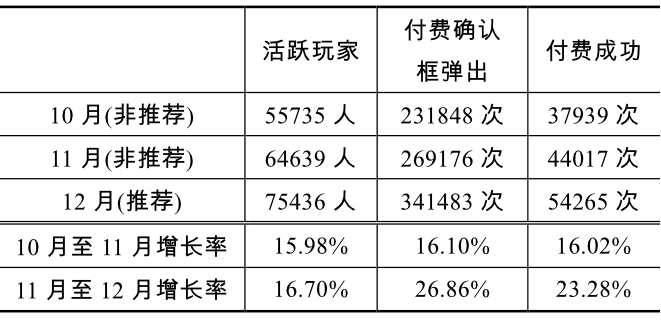 活跃玩家 付费确认框弹出 付费成功
10 月(非推荐) 55735 人 231848 次 37939 次
11 月(非推荐) 64639 人 269176 次 44017 次
12 月(推荐) 75436 人 341483 次 54265 次
10 月至 11 月增长率 15.98% 16.10% 16.02%
11 月至 12 月增长率 16.70% 26.86% 23.28%